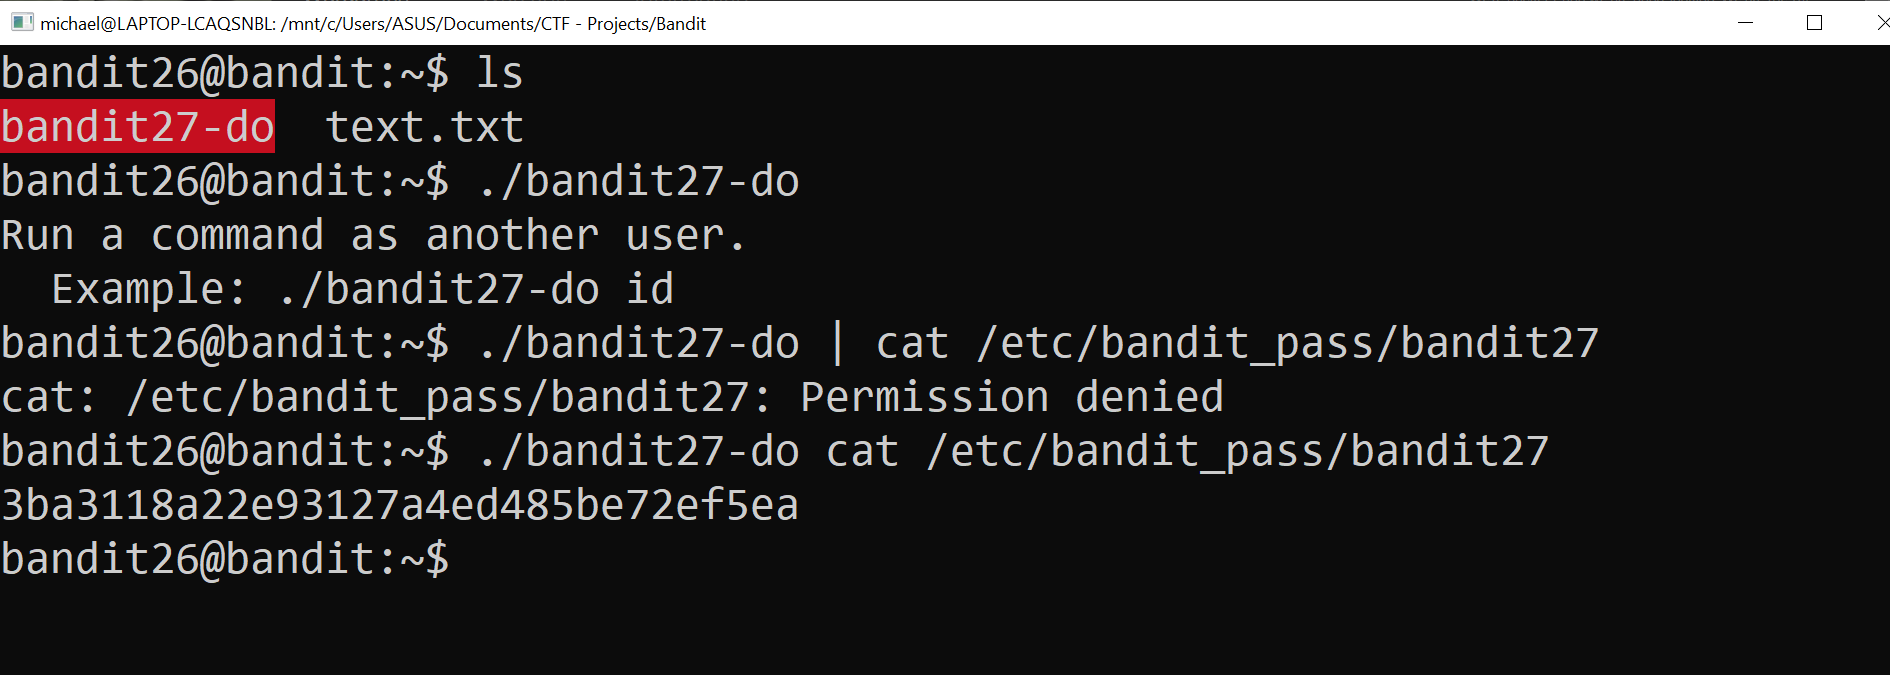 michael@LAPTOP-LCAQSNBL: /mnt/c/Users/ASUS/Documents/CTF - Projects/Bandit
bandit26@bandit:~$ ls
bandit27-do  text.txt
bandit26@bandit:~$ ./bandit27-do
Run a command as another user.
  Example: ./bandit27-do id
bandit26@bandit:~$ ./bandit27-do | cat /etc/bandit_pass/bandit27
cat: /etc/bandit_pass/bandit27: Permission denied
bandit26@bandit:~$ ./bandit27-do cat /etc/bandit_pass/bandit27
3ba3118a22e93127a4ed485be72ef5ea
bandit26@bandit:~$